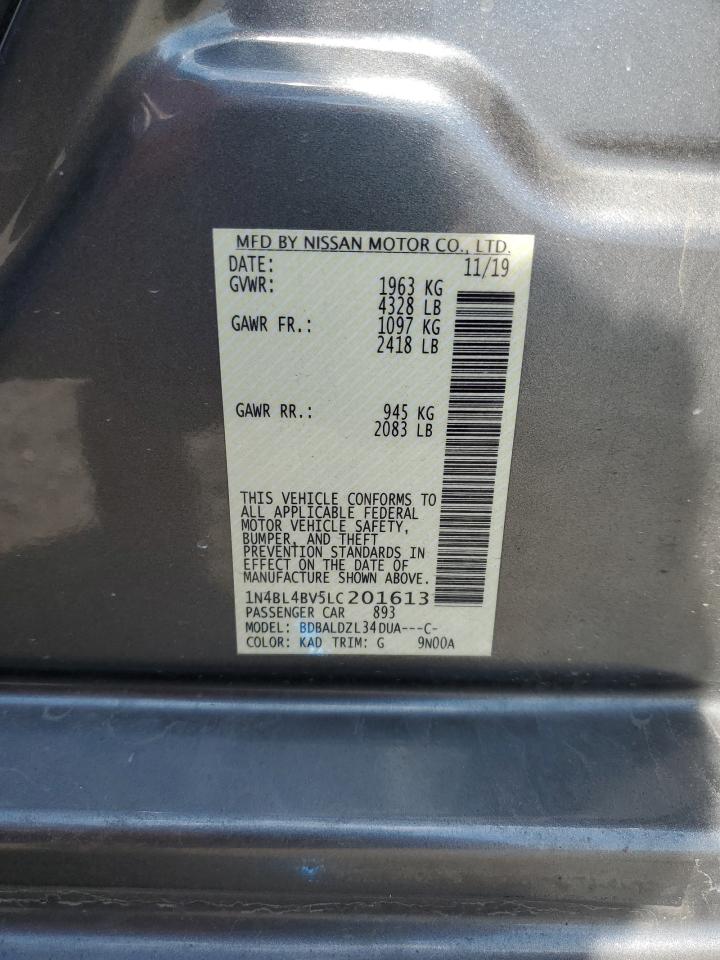 MFD BY NISSAN MOTOR CO., LTD.
DATE: 11/19
GVWR: 1963 KG
4328 LB
GAWR FR.: 1097 KG
2418 LB
GAWR RR.: 945 KG
2083 LB
THIS VEHICLE CONFORMS TO
ALL APPLICABLE FEDERAL
MOTOR VEHICLE SAFETY,
BUMPER, AND THEFT
PREVENTION STANDARDS IN
EFFECT ON THE DATE OF
MANUFACTURE SHOWN ABOVE.
1N4BL4BV5LC201613
PASSENGER CAR 893
MODEL: BDBALDZL34DUA---C-
COLOR: KAD TRIM: G 9N00A